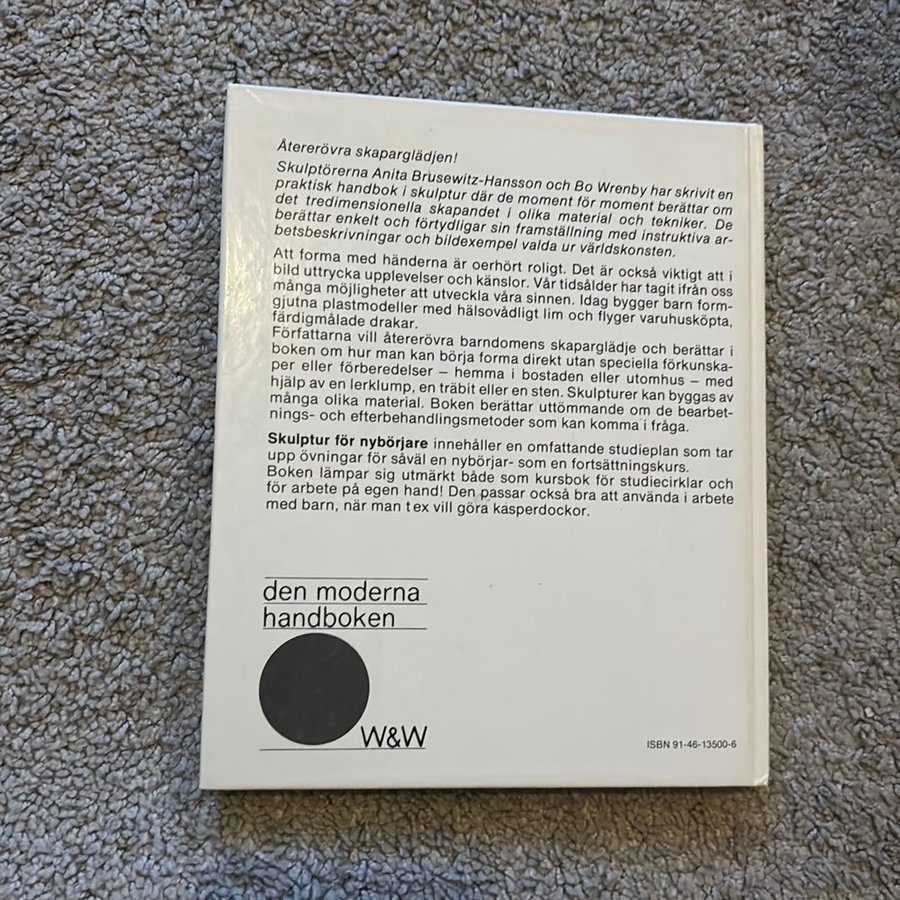 Återerövra skaparglädjen!
Skulptörerna Anita Brusewitz-Hansson och Bo Wrenby har skrivit en
praktisk handbok i skulptur där de moment för moment berättar om
det tredimensionella skapandet i olika material och tekniker. De
berättar enkelt och förtydligar sin framställning med instruktiva ar-
betsbeskrivningar och bildexempel valda ur världskonsten.
Att forma med händerna är oerhört roligt. Det är också viktigt att i
bild uttrycka upplevelser och känslor. Vår tidsålder har tagit ifrån oss
många möjligheter att utveckla våra sinnen. Idag bygger barn form-
gjutna plastmodeller med hälsovådligt lim och flyger varuhusköpta,
färdigmålade drakar.
Författarna vill återerövra barndomens skaparglädje och berättar i
boken om hur man kan börja forma direkt utan speciella förkunska-
per eller förberedelser – hemma i bostaden eller utomhus – med
hjälp av en lerklump, en träbit eller en sten. Skulpturer kan byggas av
många olika material. Boken berättar uttömmande om de bearbet-
nings- och efterbehandlingsmetoder som kan komma i fråga.
Skulptur för nybörjare innehåller en omfattande studieplan som tar
upp övningar för såväl en nybörjar- som en fortsättningskurs.
Boken lämpar sig utmärkt både som kursbok för studiecirklar och
för arbete på egen hand! Den passar också bra att använda i arbete
med barn, när man t ex vill göra kasperdockor.
den moderna
handboken
W&W
ISBN 91-46-13500-6